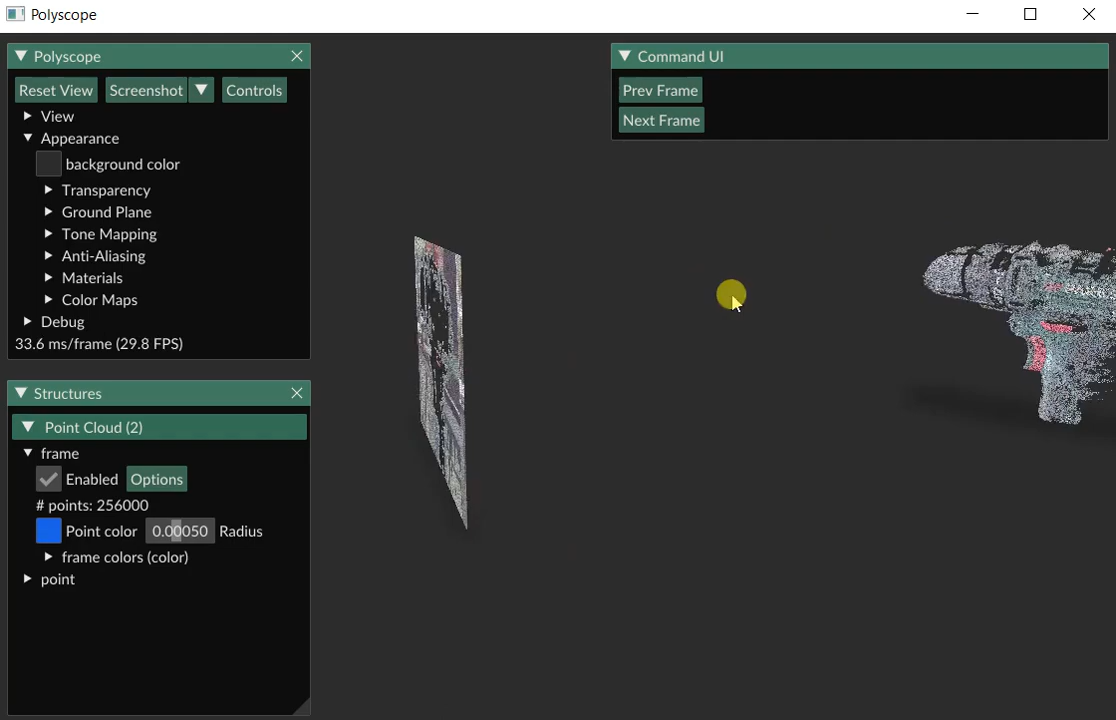 Polyscope
Polyscope
Reset View Screenshot Controls
View
Appearance
background color
Transparency
Ground Plane
Tone Mapping
Anti-Aliasing
Materials
Color Maps
Debug
33.6 ms/frame (29.8 FPS)
Structures
Point Cloud (2)
frame
Enabled Options
# points: 256000
Point color 0.00050 Radius
frame colors (color)
point
Command UI
Prev Frame
Next Frame